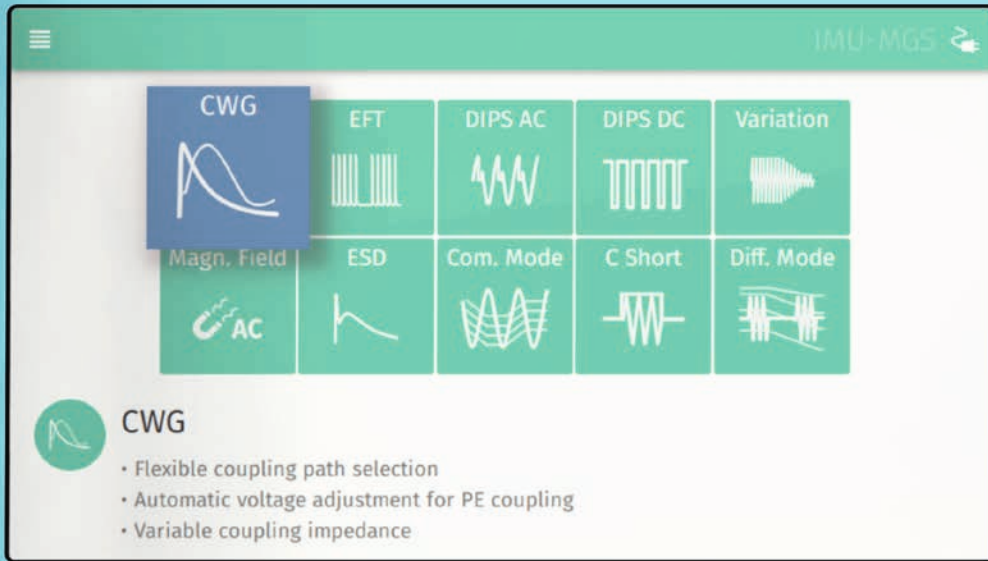 IMU-MGS
CWG
EFT
DIPS AC
DIPS DC
Variation
Magn. Field
ESD
Com. Mode
C Short
Diff. Mode
AC
CWG
• Flexible coupling path selection
• Automatic voltage adjustment for PE coupling
• Variable coupling impedance